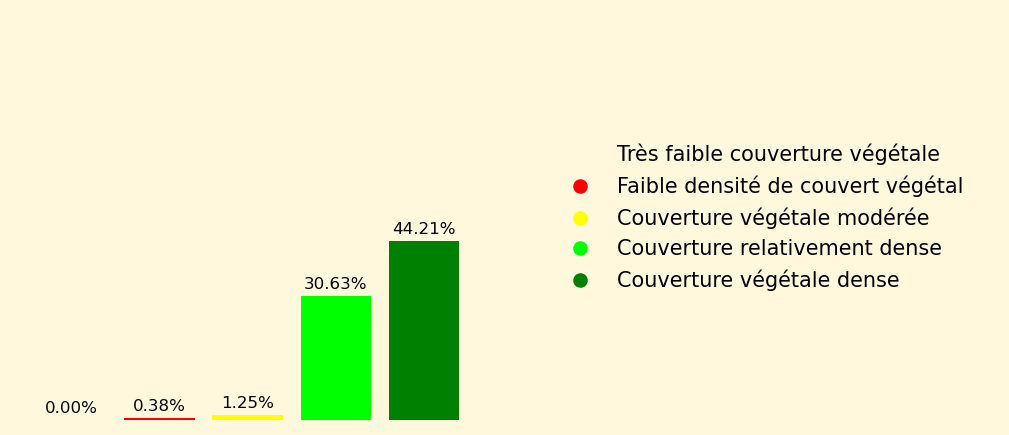 Très faible couverture végétale
Faible densité de couvert végétal
Couverture végétale modérée
Couverture relativement dense
Couverture végétale dense
44.21%
30.63%
1.25%
0.38%
0.00%